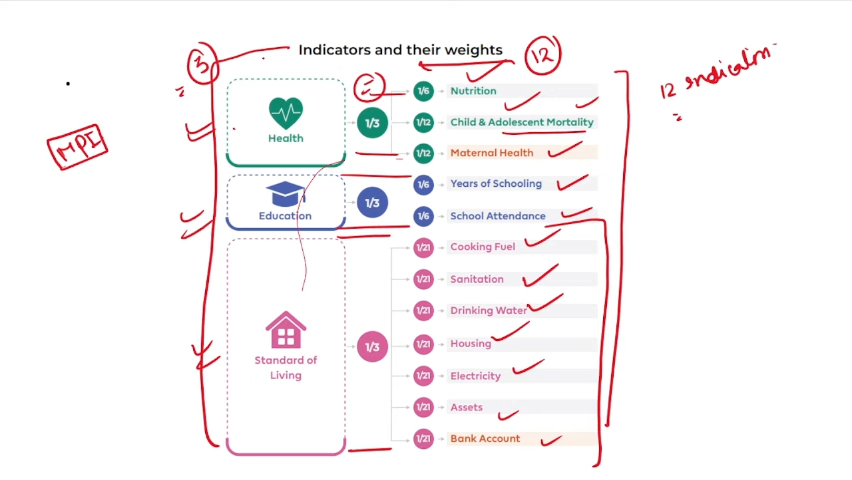 3
Indicators and their weights
12
12 indicators
MPI
Health
1/3
1/6 Nutrition
1/12 Child & Adolescent Mortality
1/12 Maternal Health
Education
1/3
1/6 Years of Schooling
1/6 School Attendance
Standard of
Living
1/3
1/21 Cooking Fuel
1/21 Sanitation
1/21 Drinking Water
1/21 Housing
1/21 Electricity
1/21 Assets
1/21 Bank Account